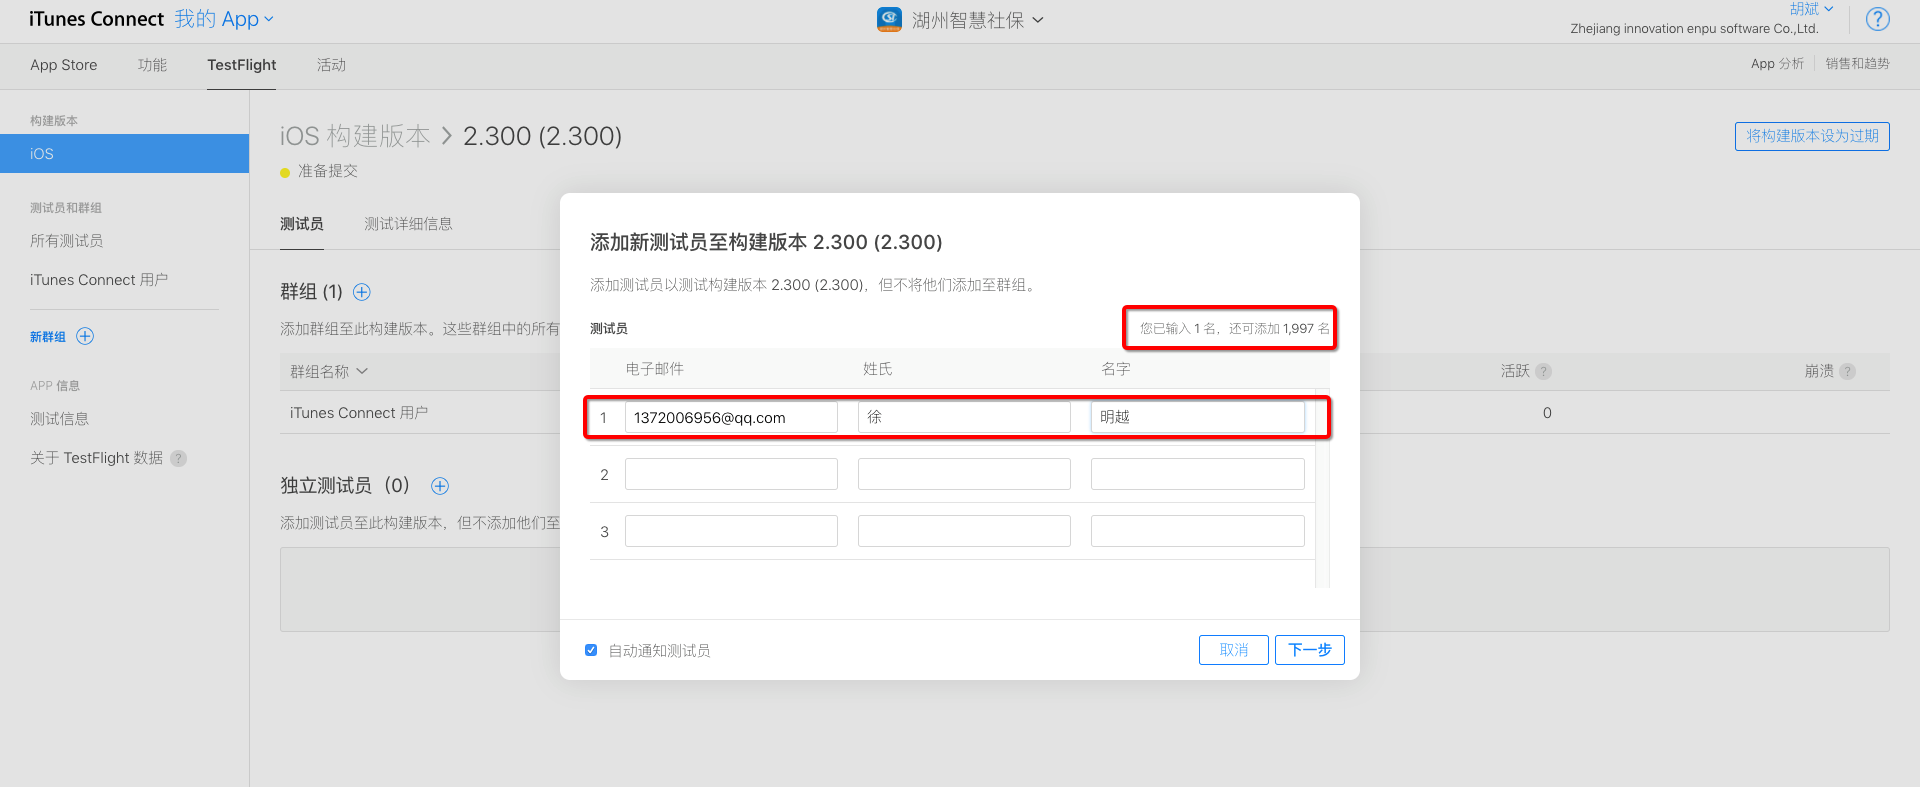 iTunes Connect 我的 App
湖州智慧社保
胡斌
Zhejiang innovation enpu software Co.,Ltd.
?
App Store 功能 TestFlight 活动
App 分析 销售和趋势
构建版本
iOS
测试员和群组
所有测试员
iTunes Connect 用户
新群组
APP 信息
测试信息
关于 TestFlight 数据 ?
iOS 构建版本 > 2.300 (2.300)
将构建版本设为过期
准备提交
测试员 测试详细信息
群组 (1)
添加群组至此构建版本。这些群组中的所有
群组名称
活跃 ?
崩溃 ?
iTunes Connect 用户
0
独立测试员 (0)
添加测试员至此构建版本，但不添加他们至
添加新测试员至构建版本 2.300 (2.300)
添加测试员以测试构建版本 2.300 (2.300)，但不将他们添加至群组。
测试员
您已输入 1 名，还可添加 1,997 名
电子邮件 姓氏 名字
1 1372006956@qq.com 徐 明越
2
3
自动通知测试员
取消 下一步